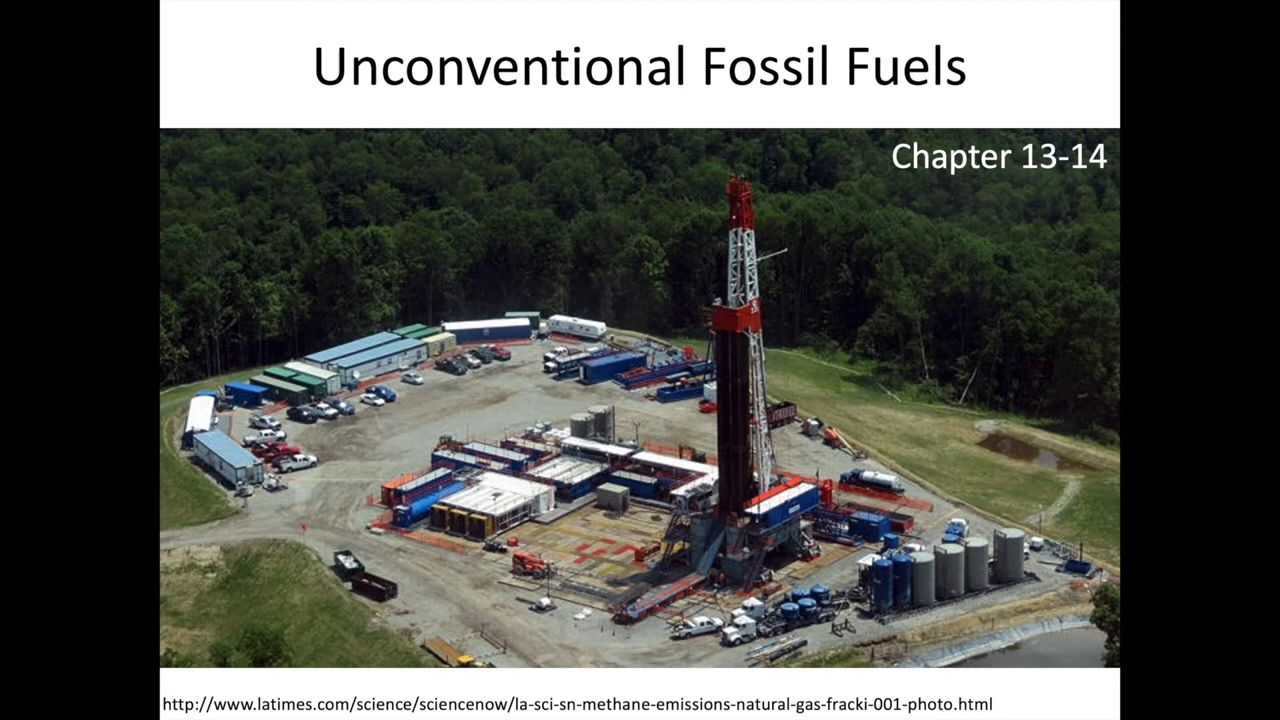 Unconventional Fossil Fuels
Chapter 13-14
http://www.latimes.com/science/sciencenow/la-sci-sn-methane-emissions-natural-gas-fracki-001-photo.html